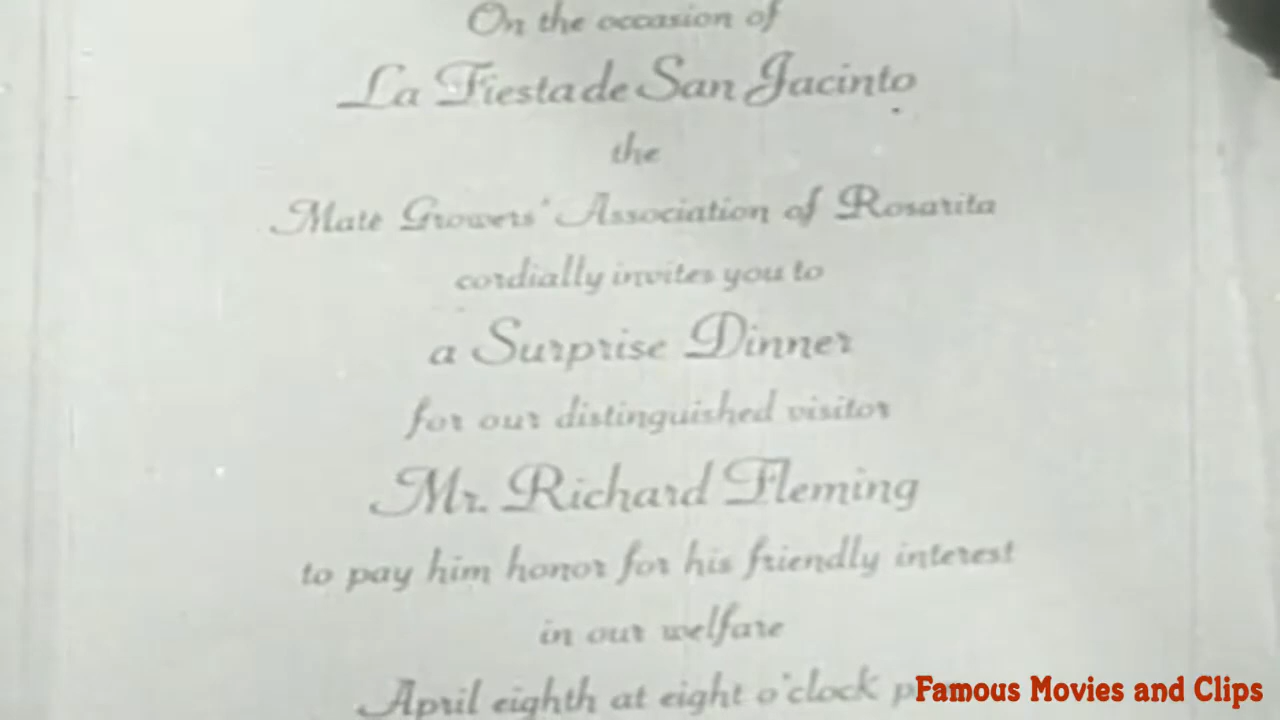 On the occasion of
La Fiesta de San Jacinto
the
Maté Growers' Association of Rosarita
cordially invites you to
a Surprise Dinner
for our distinguished visitor
Mr. Richard Fleming
to pay him honor for his friendly interest
in our welfare
April eighth at eight o'clock
Famous Movies and Clips